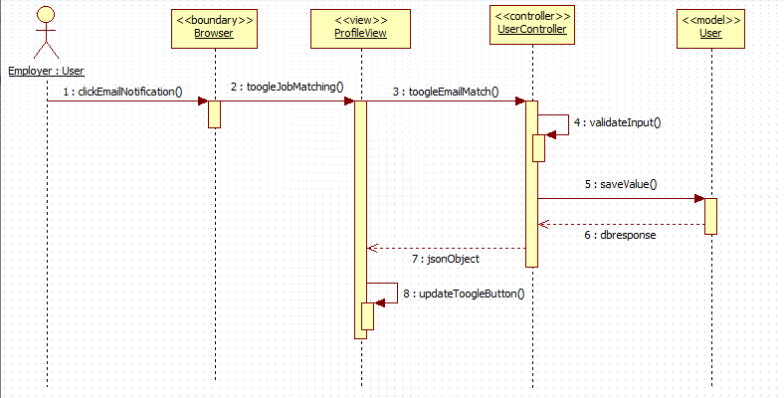 <<boundary>>
Browser
<<view>>
ProfileView
<<controller>>
UserController
<<model>>
User
Employer : User
1 : clickEmailNotification()
2 : toogleJobMatching()
3 : toogleEmailMatch()
4 : validateInput()
5 : saveValue()
6 : dbresponse
7 : jsonObject
8 : updateToogleButton()